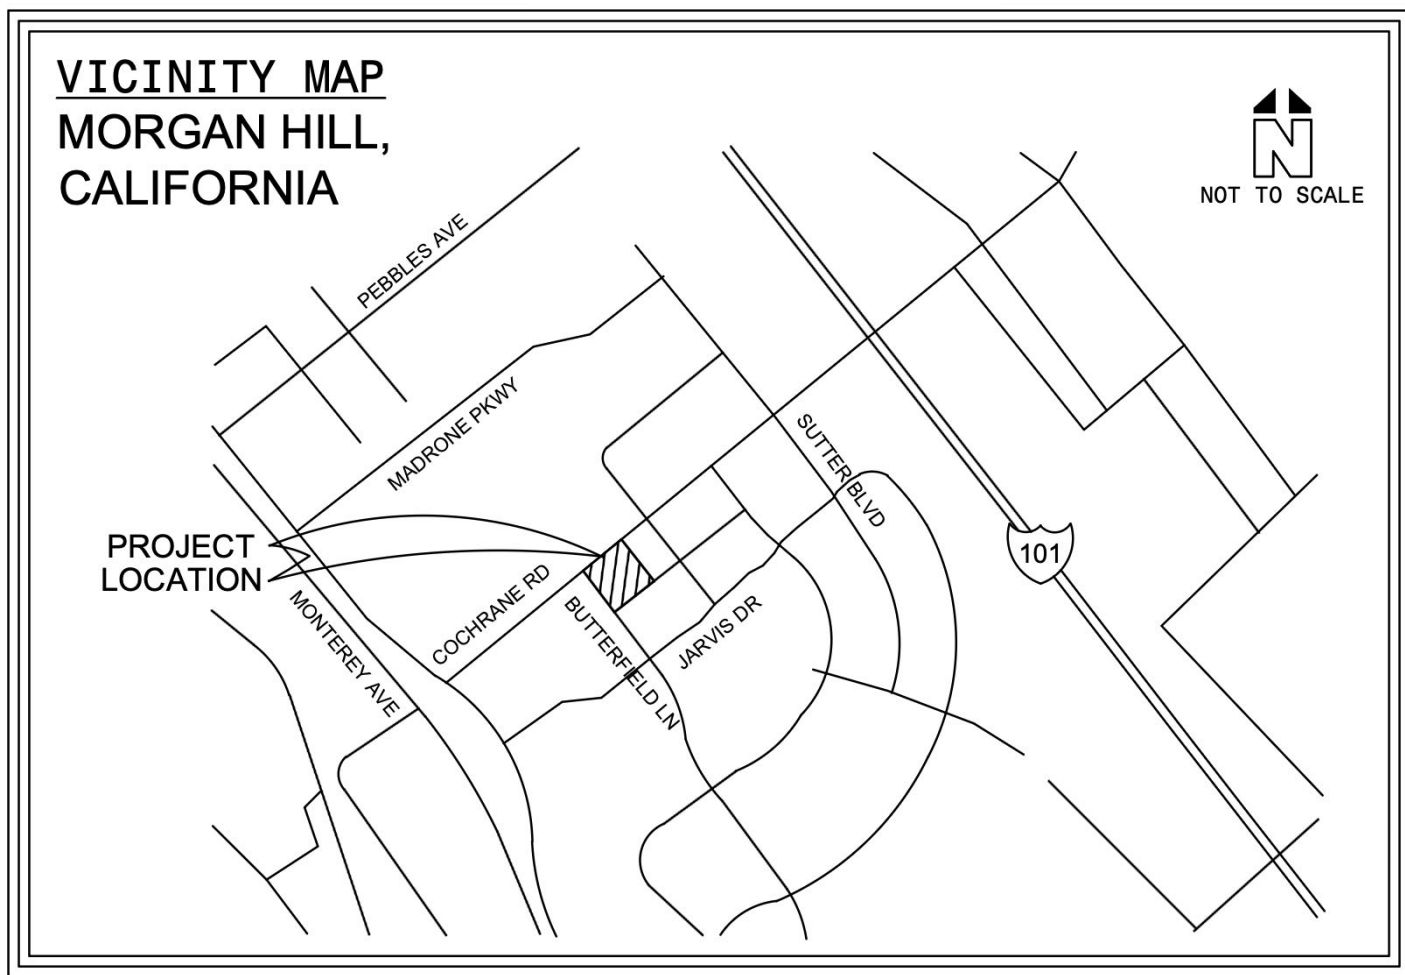 VICINITY MAP
MORGAN HILL,
CALIFORNIA
N
NOT TO SCALE
PEBBLES AVE
MADRONE PKWY
SUTTER BLVD
PROJECT
LOCATION
101
COCHRANE RD
MONTEREY AVE
BUTTERFIELD LN
JARVIS DR